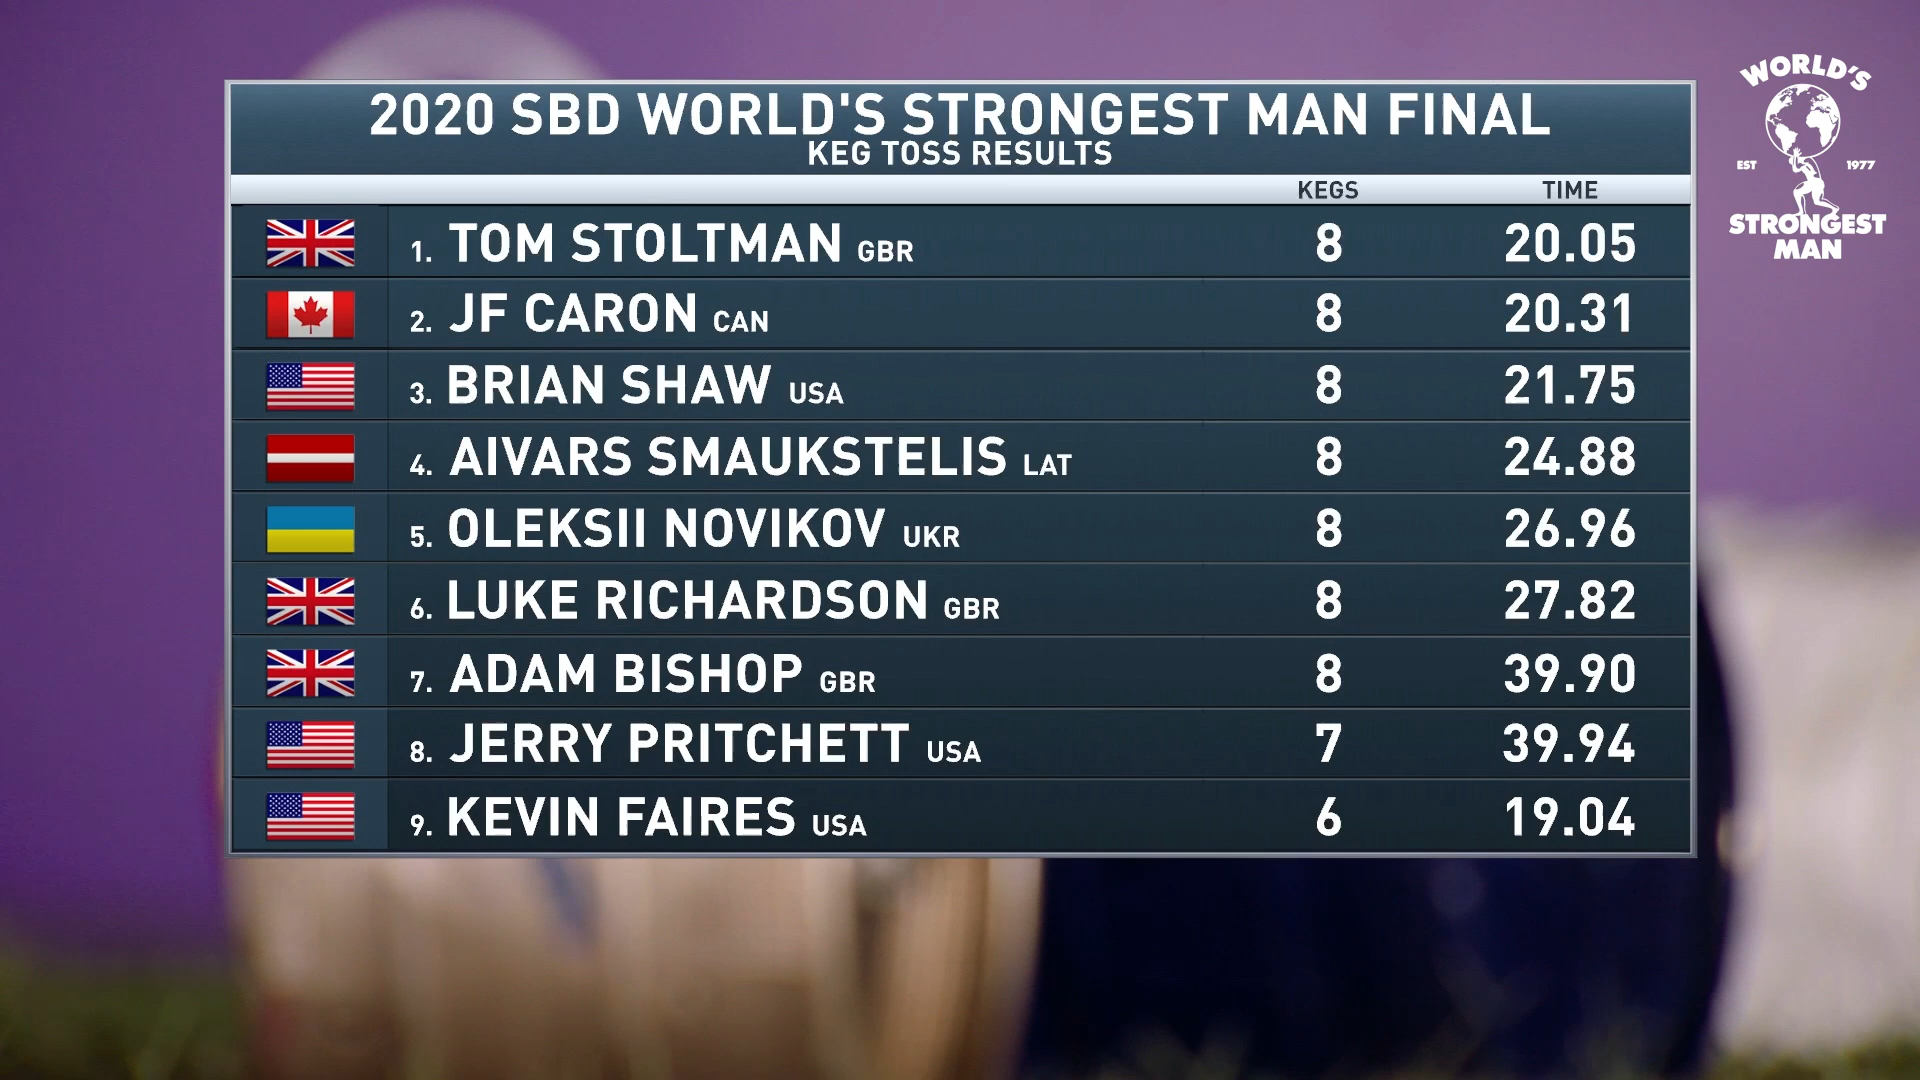 2020 SBD WORLD'S STRONGEST MAN FINAL
KEG TOSS RESULTS
KEGS TIME
1. TOM STOLTMAN GBR 8 20.05
2. JF CARON CAN 8 20.31
3. BRIAN SHAW USA 8 21.75
4. AIVARS SMAUKSTELIS LAT 8 24.88
5. OLEKSII NOVIKOV UKR 8 26.96
6. LUKE RICHARDSON GBR 8 27.82
7. ADAM BISHOP GBR 8 39.90
8. JERRY PRITCHETT USA 7 39.94
9. KEVIN FAIRES USA 6 19.04
WORLD'S
EST 1977
STRONGEST
MAN